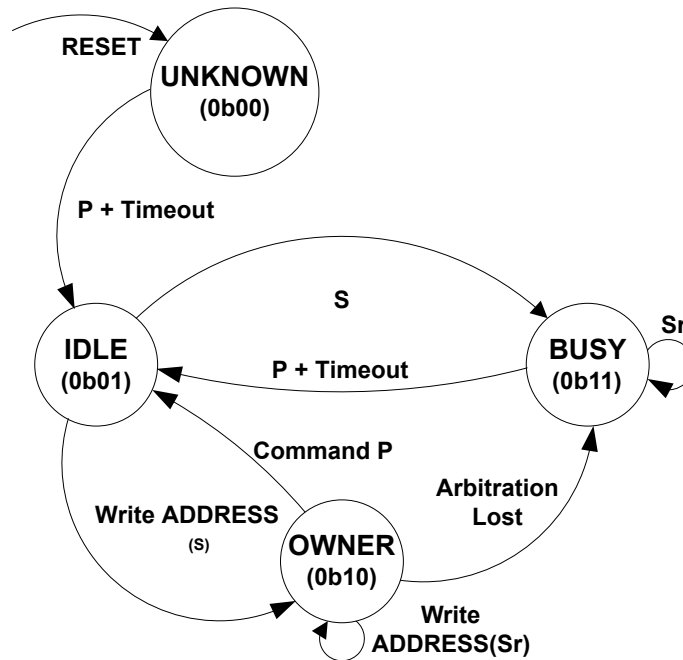 RESET
UNKNOWN
(0b00)
P + Timeout
S
Sr
IDLE
(0b01)
BUSY
(0b11)
P + Timeout
Command P
Arbitration
Lost
Write ADDRESS
(S)
OWNER
(0b10)
Write
ADDRESS(Sr)